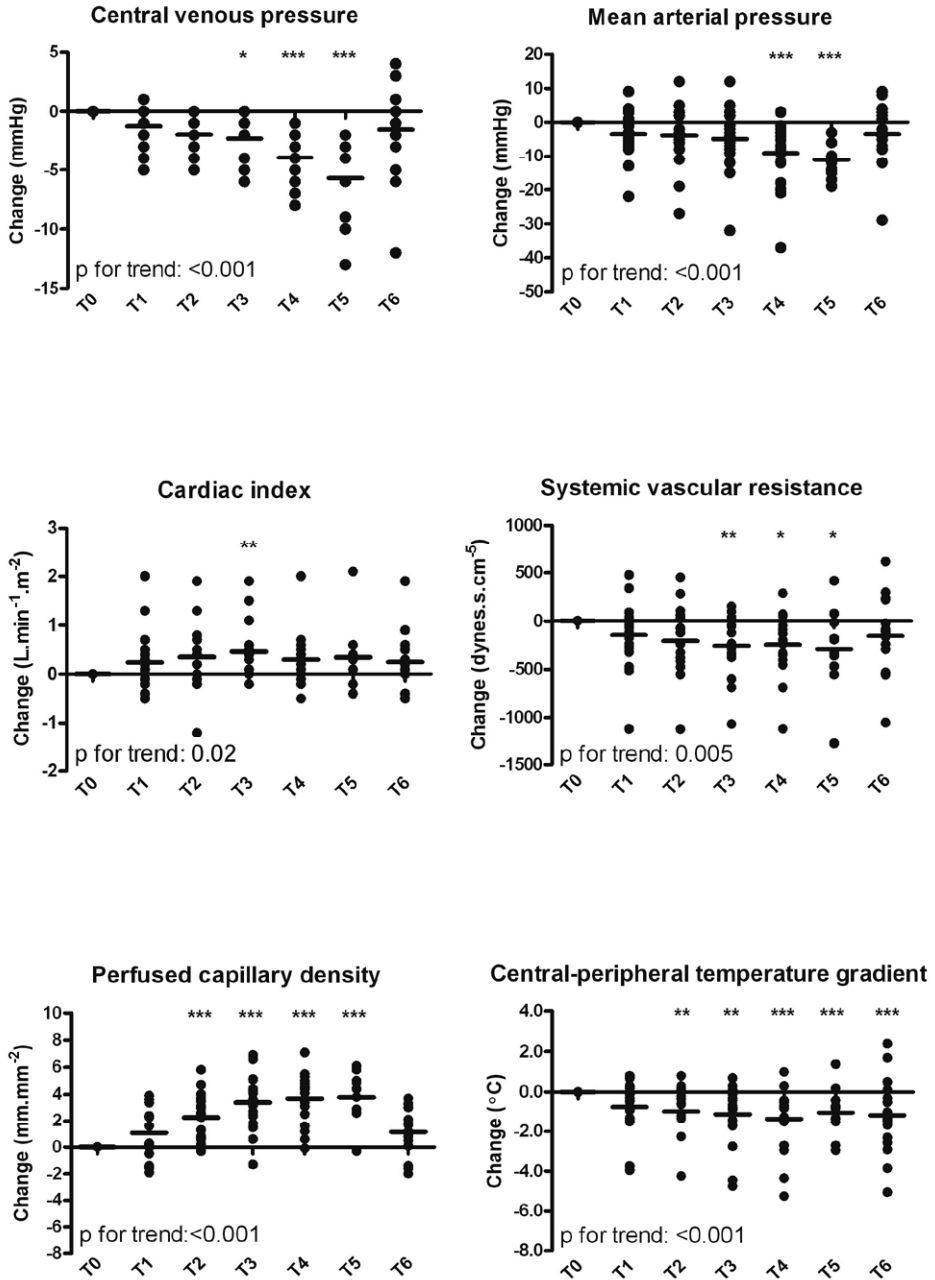 Central venous pressure
Change (mmHg)
5
0
-5
-10
-15
* *** ***
p for trend: <0.001
T0 T1 T2 T3 T4 T5 T6
Mean arterial pressure
Change (mmHg)
20
10
0
-10
-20
-30
-40
-50
*** ***
p for trend: <0.001
T0 T1 T2 T3 T4 T5 T6
Cardiac index
Change (L.min⁻¹.m⁻²)
3
2
1
0
-1
-2
**
p for trend: 0.02
T0 T1 T2 T3 T4 T5 T6
Systemic vascular resistance
Change (dynes.s.cm⁻⁵)
1000
500
0
-500
-1000
-1500
** * *
p for trend: 0.005
T0 T1 T2 T3 T4 T5 T6
Perfused capillary density
Change (mm.mm⁻²)
10
8
6
4
2
0
-2
-4
-6
-8
*** *** *** ***
p for trend:<0.001
T0 T1 T2 T3 T4 T5 T6
Central-peripheral temperature gradient
Change (°C)
4.0
2.0
0.0
-2.0
-4.0
-6.0
-8.0
** ** *** *** ***
p for trend: <0.001
T0 T1 T2 T3 T4 T5 T6